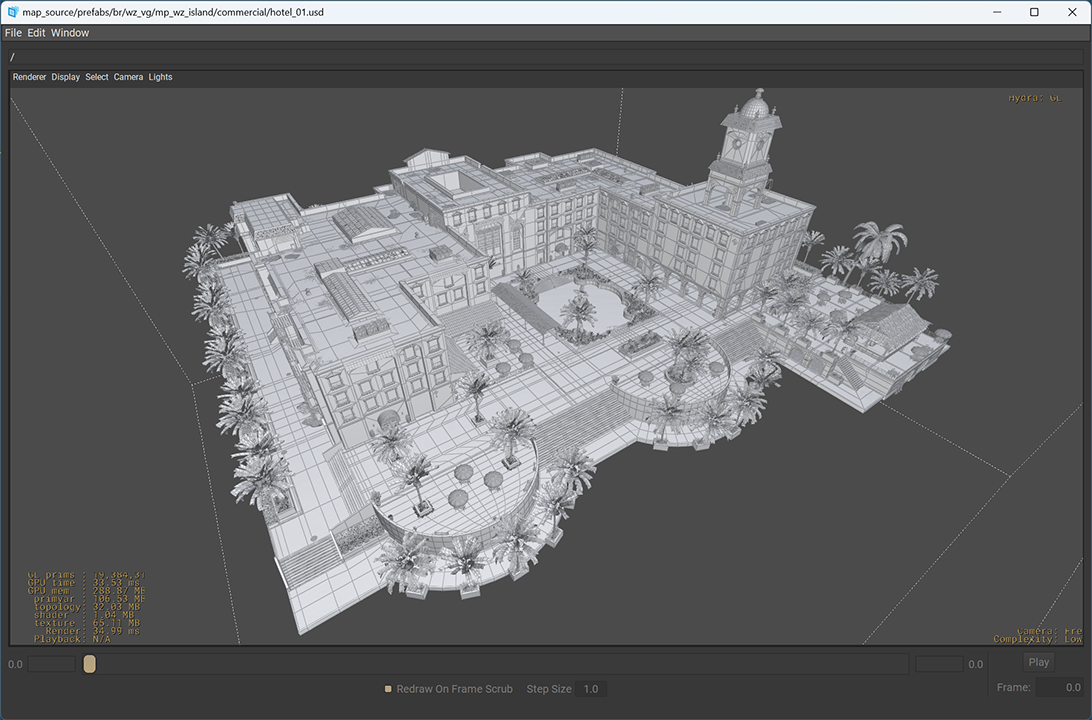 map_source/prefabs/br/wz_vg/mp_wz_island/commercial/hotel_01.usd
File Edit Window
/
Renderer Display Select Camera Lights
Hydra: GL
GL prims :
GPU time : 33.53 ms
GPU mem : 288.87 MB
primvar : 106.53 MB
topology: 32.03 MB
shader : 1.04 MB
texture : 65.11 MB
Render: 34.99 ms
Playback: N/A
Camera: Fre
Complexity: Low
0.0
0.0
Play
Redraw On Frame Scrub Step Size 1.0
Frame: 0.0